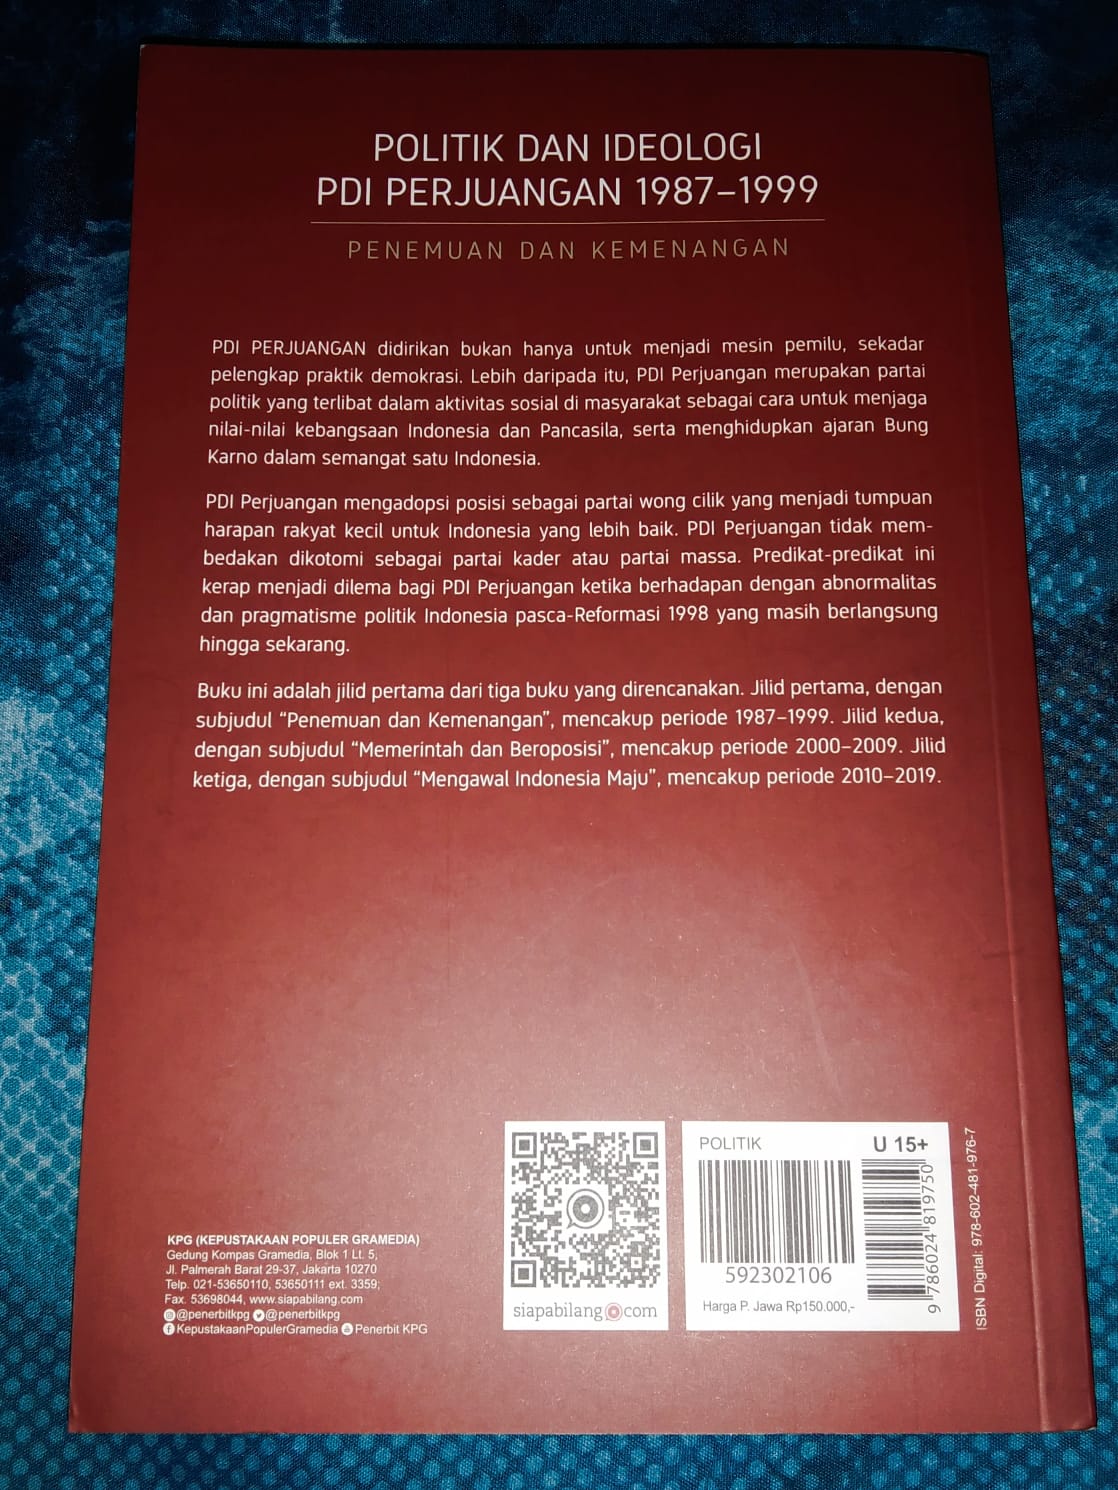 POLITIK DAN IDEOLOGI
PDI PERJUANGAN 1987–1999
PENEMUAN DAN KEMENANGAN
PDI PERJUANGAN didirikan bukan hanya untuk menjadi mesin pemilu, sekadar
pelengkap praktik demokrasi. Lebih daripada itu, PDI Perjuangan merupakan partai
politik yang terlibat dalam aktivitas sosial di masyarakat sebagai cara untuk menjaga
nilai-nilai kebangsaan Indonesia dan Pancasila, serta menghidupkan ajaran Bung
Karno dalam semangat satu Indonesia.
PDI Perjuangan mengadopsi posisi sebagai partai wong cilik yang menjadi tumpuan
harapan rakyat kecil untuk Indonesia yang lebih baik. PDI Perjuangan tidak mem-
bedakan dikotomi sebagai partai kader atau partai massa. Predikat-predikat ini
kerap menjadi dilema bagi PDI Perjuangan ketika berhadapan dengan abnormalitas
dan pragmatisme politik Indonesia pasca-Reformasi 1998 yang masih berlangsung
hingga sekarang.
Buku ini adalah jilid pertama dari tiga buku yang direncanakan. Jilid pertama, dengan
subjudul “Penemuan dan Kemenangan”, mencakup periode 1987–1999. Jilid kedua,
dengan subjudul “Memerintah dan Beroposisi”, mencakup periode 2000–2009. Jilid
ketiga, dengan subjudul “Mengawal Indonesia Maju”, mencakup periode 2010–2019.
KPG (KEPUSTAKAAN POPULER GRAMEDIA)
Gedung Kompas Gramedia, Blok 1 Lt. 5,
Jl. Palmerah Barat 29-37, Jakarta 10270
Telp. 021-53650110, 53650111 ext. 3359;
Fax. 53698044, www.siapabilang.com
@penerbitkpg @penerbitkpg
KepustakaanPopulerGramedia Penerbit KPG
siapabilang com
POLITIK
U 15+
592302106
Harga P. Jawa Rp150.000,-
9 786024 819750
ISBN Digital: 978-602-481-976-7